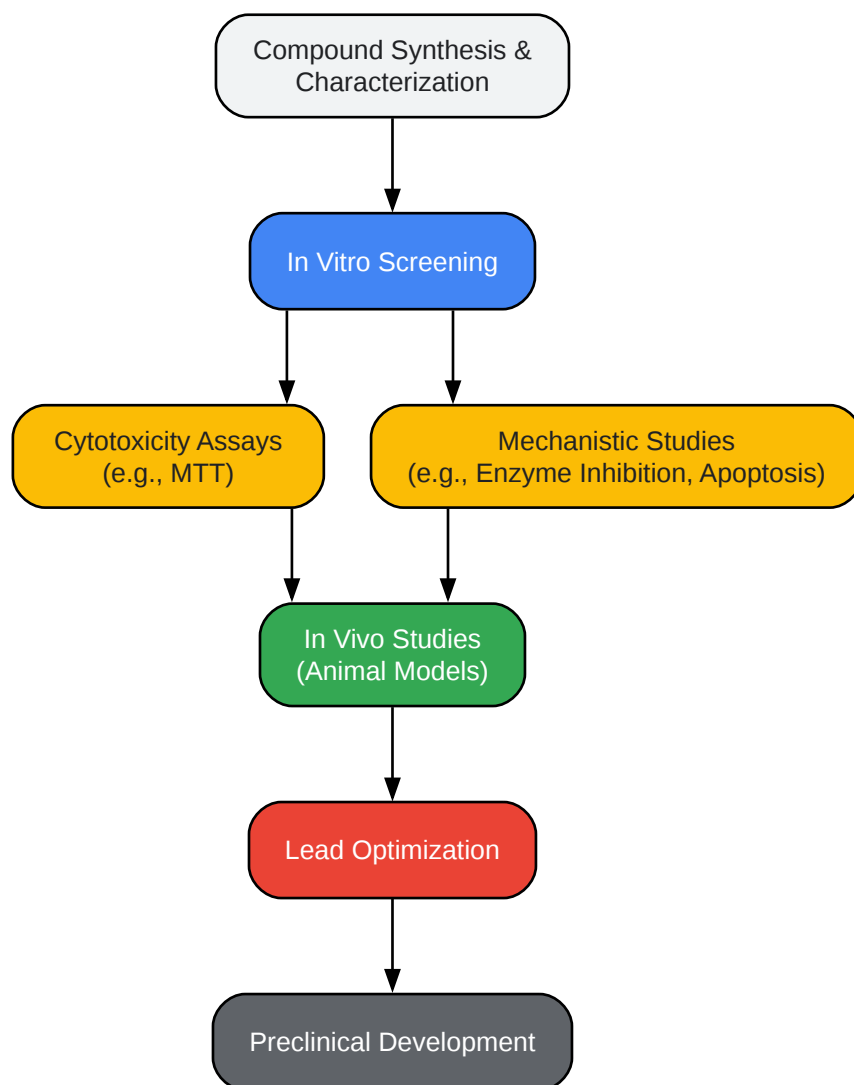 Compound Synthesis &
Characterization
In Vitro Screening
Cytotoxicity Assays
(e.g., MTT)
Mechanistic Studies
(e.g., Enzyme Inhibition, Apoptosis)
In Vivo Studies
(Animal Models)
Lead Optimization
Preclinical Development